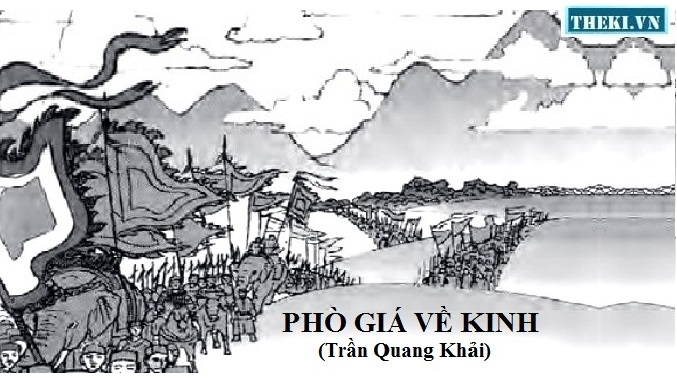 THEKI.VN
PHÒ GIÁ VỀ KINH
(Trần Quang Khải)